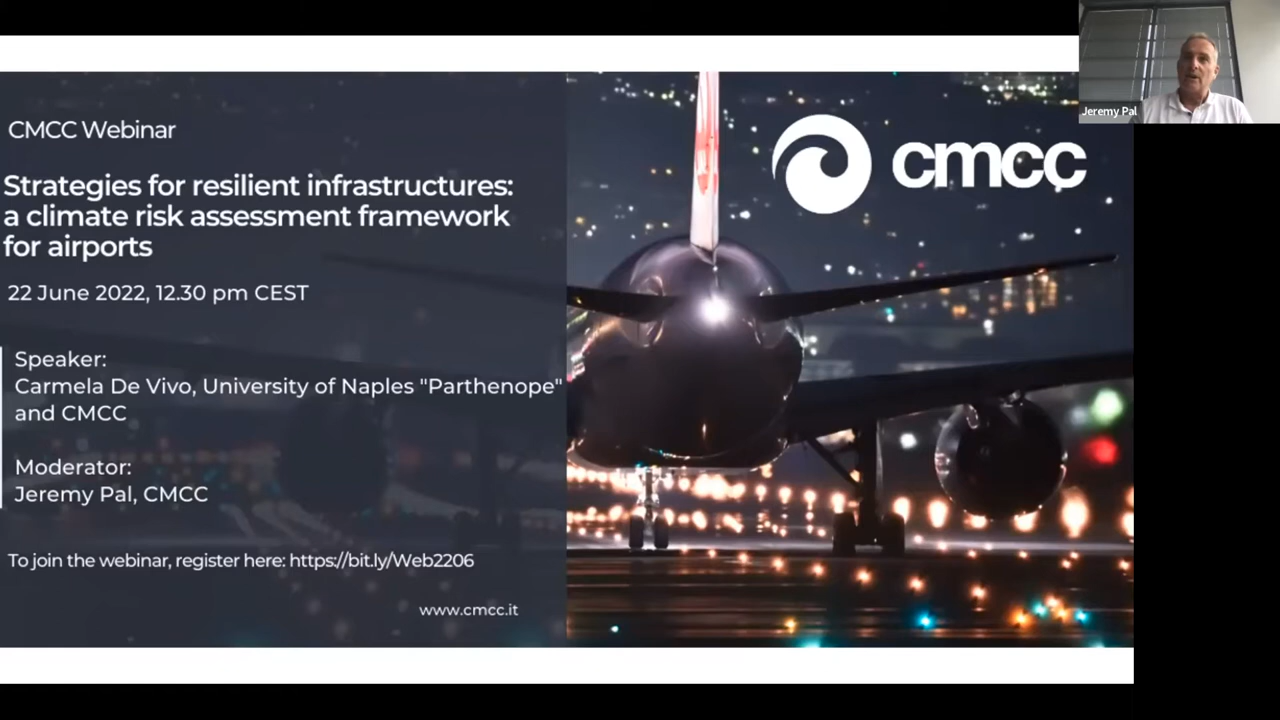 CMCC Webinar
Strategies for resilient infrastructures:
a climate risk assessment framework
for airports
22 June 2022, 12.30 pm CEST
Speaker:
Carmela De Vivo, University of Naples "Parthenope"
and CMCC
Moderator:
Jeremy Pal, CMCC
To join the webinar, register here: https://bit.ly/Web2206
www.cmcc.it
cmcc
Jeremy Pal